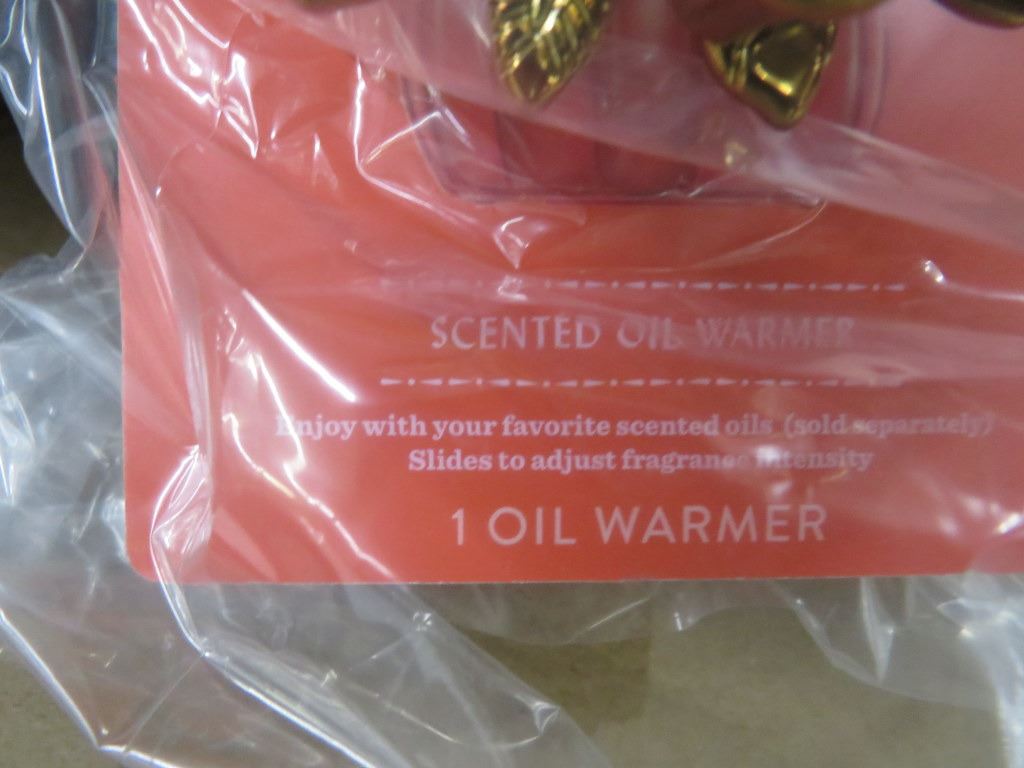 SCENTED OIL WARMER
Enjoy with your favorite scented oils (sold separately)
Slides to adjust fragrance intensity
1 OIL WARMER